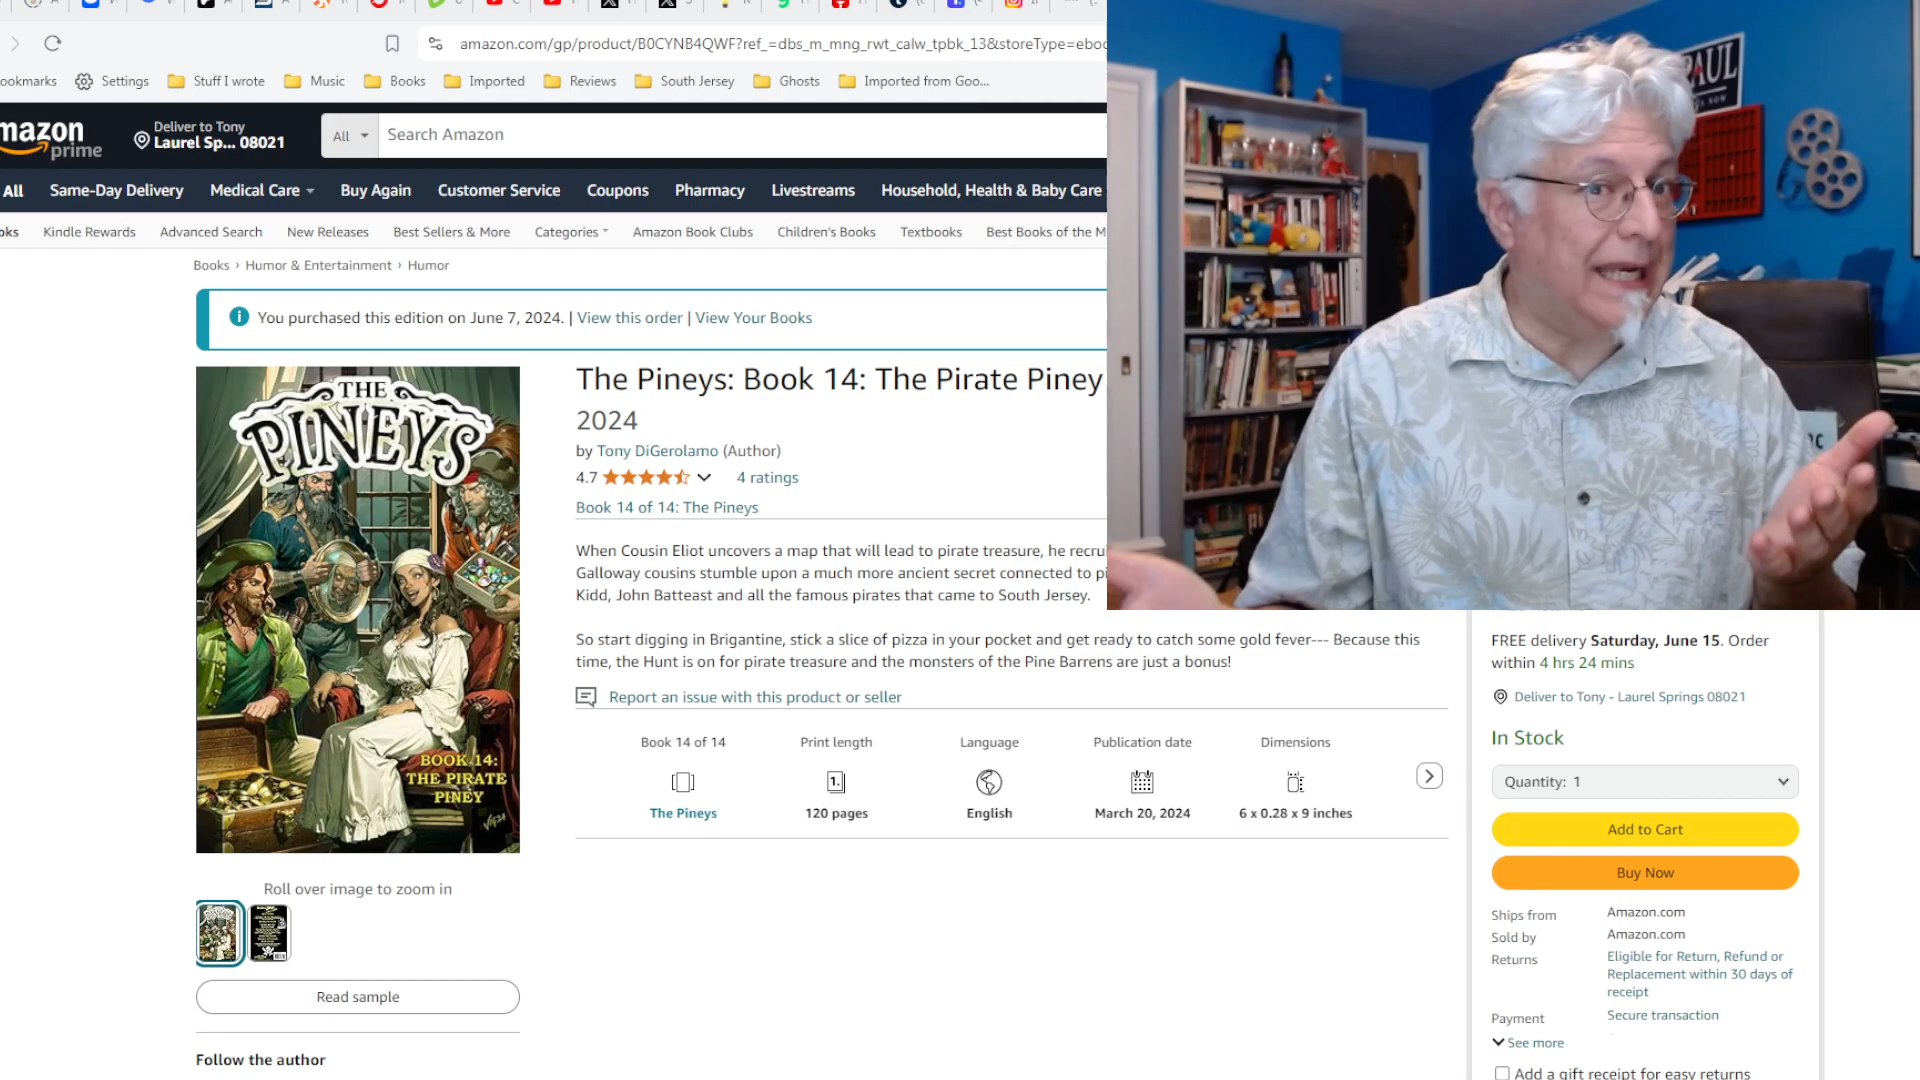 amazon.com/gp/product/B0CYNB4QWF?ref_=dbs_m_mng_rwt_calw_tpbk_13&storeType=eboo
ookmarks Settings Stuff I wrote Music Books Imported Reviews South Jersey Ghosts Imported from Goo...
mazon
prime
Deliver to Tony
Laurel Sp... 08021
All
Search Amazon
All Same-Day Delivery Medical Care Buy Again Customer Service Coupons Pharmacy Livestreams Household, Health & Baby Care
oks Kindle Rewards Advanced Search New Releases Best Sellers & More Categories Amazon Book Clubs Children's Books Textbooks Best Books of the M
Books › Humor & Entertainment › Humor
You purchased this edition on June 7, 2024. | View this order | View Your Books
THE
PINEYS
BOOK 14:
THE PIRATE
PINEY
Roll over image to zoom in
Read sample
Follow the author
The Pineys: Book 14: The Pirate Piney
2024
by Tony DiGerolamo (Author)
4.7 4 ratings
Book 14 of 14: The Pineys
When Cousin Eliot uncovers a map that will lead to pirate treasure, he recrui
Galloway cousins stumble upon a much more ancient secret connected to pi
Kidd, John Batteast and all the famous pirates that came to South Jersey.
So start digging in Brigantine, stick a slice of pizza in your pocket and get ready to catch some gold fever--- Because this
time, the Hunt is on for pirate treasure and the monsters of the Pine Barrens are just a bonus!
Report an issue with this product or seller
Book 14 of 14 Print length Language Publication date Dimensions
The Pineys 120 pages English March 20, 2024 6 x 0.28 x 9 inches
PAUL
FREE delivery Saturday, June 15. Order
within 4 hrs 24 mins
Deliver to Tony - Laurel Springs 08021
In Stock
Quantity: 1
Add to Cart
Buy Now
Ships from Amazon.com
Sold by Amazon.com
Returns Eligible for Return, Refund or
Replacement within 30 days of
receipt
Payment Secure transaction
See more
Add a gift receipt for easy returns